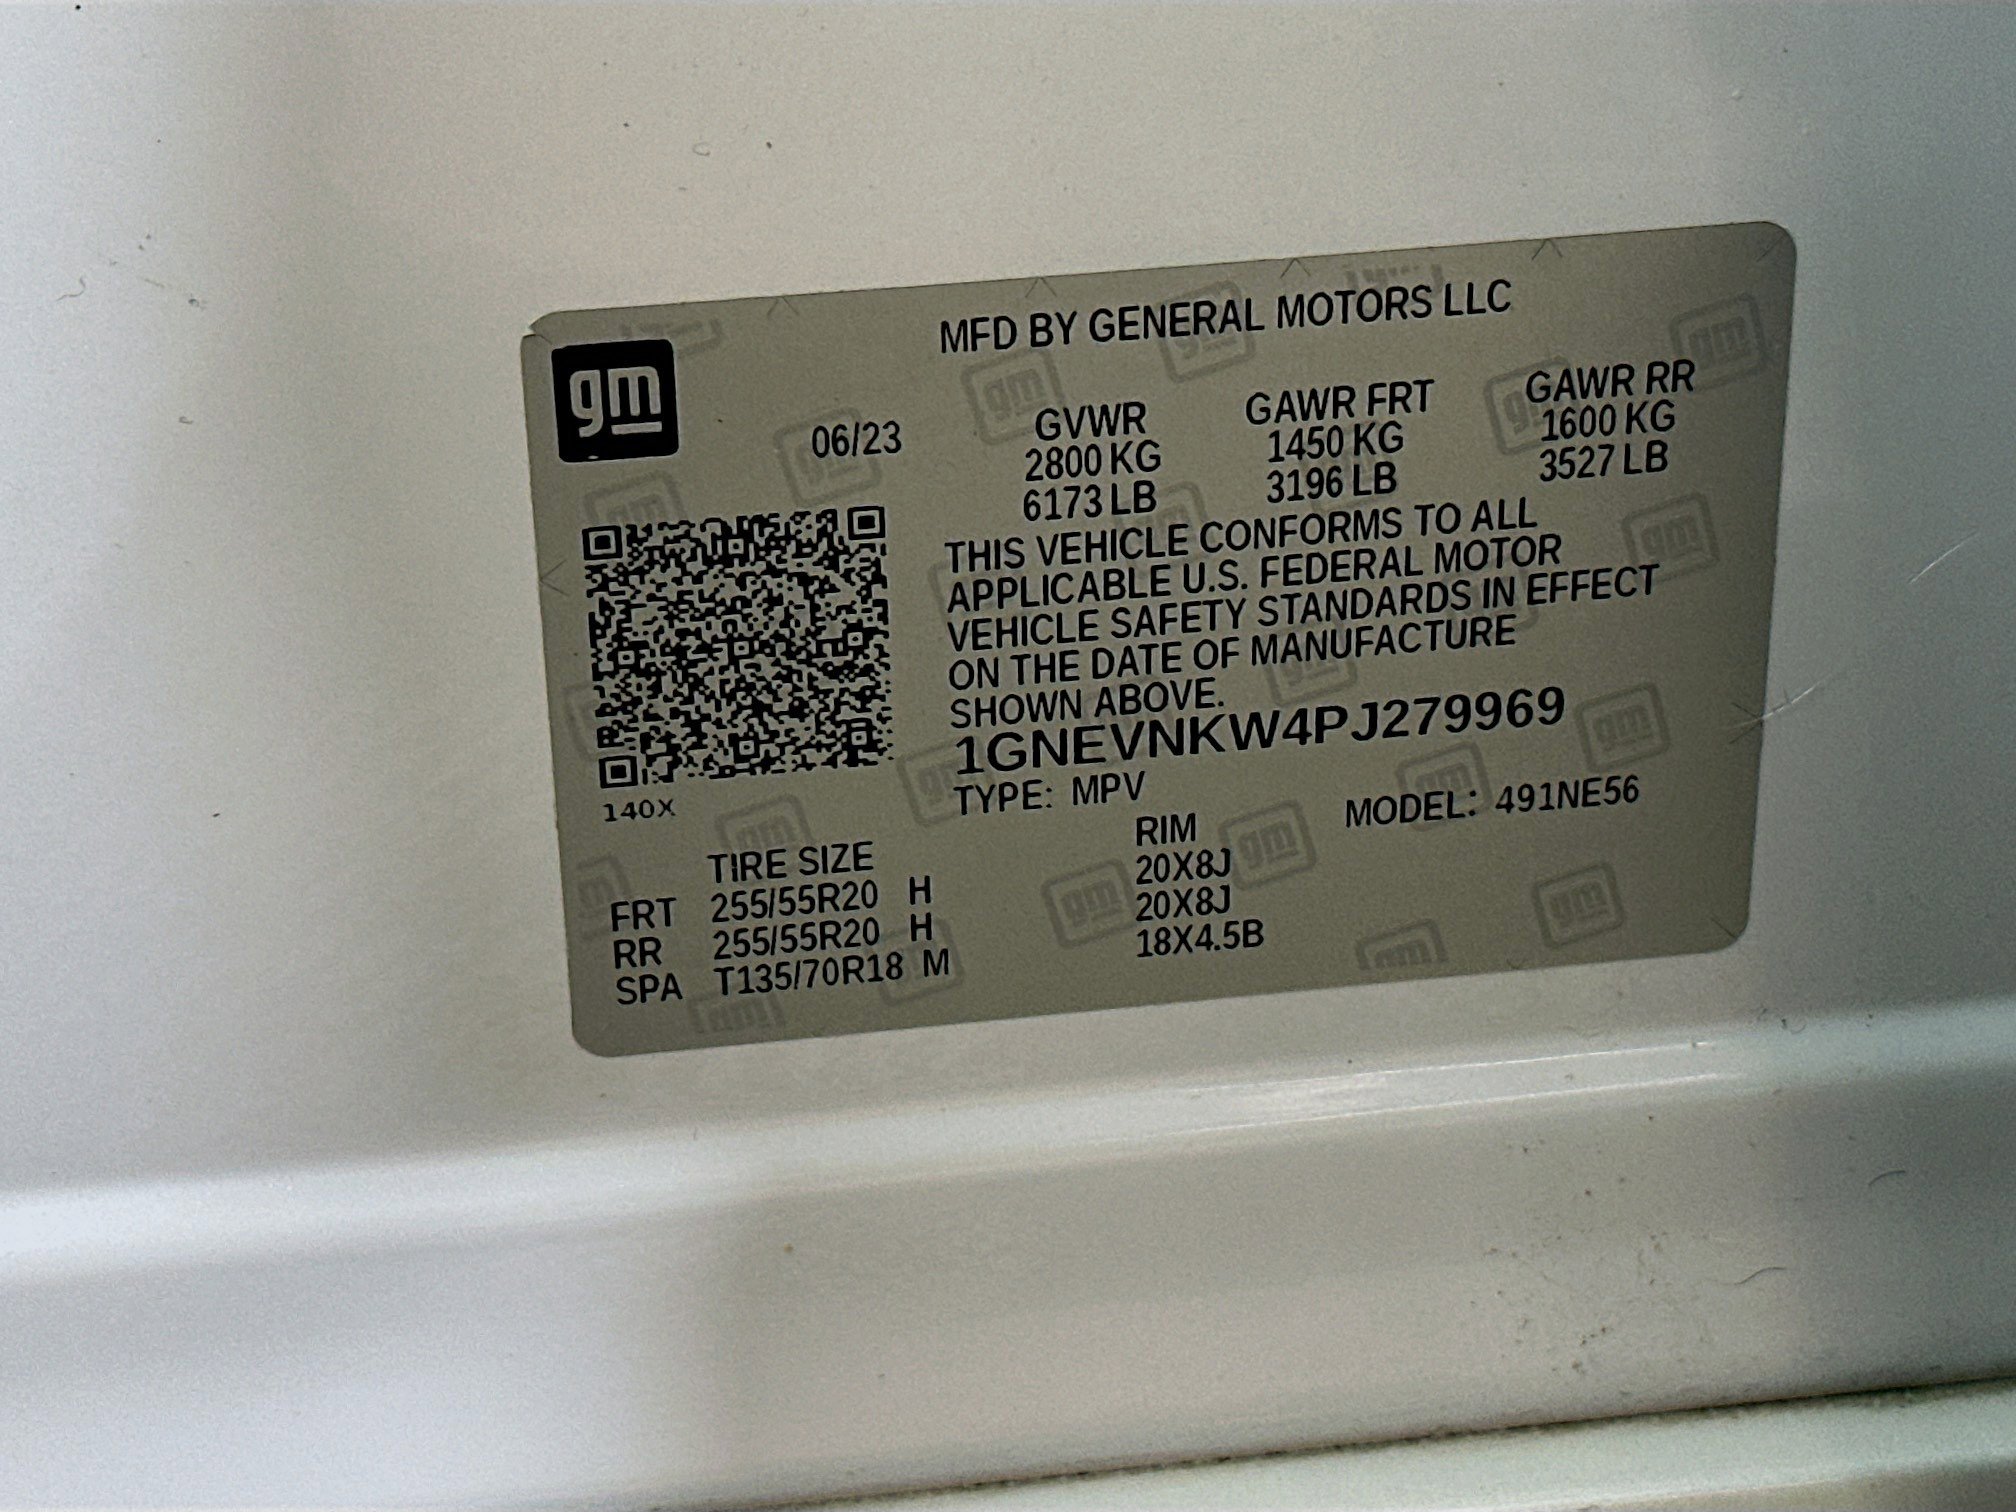 MFD BY GENERAL MOTORS LLC
gm
06/23 GVWR GAWR FRT GAWR RR
2800 KG 1450 KG 1600 KG
6173 LB 3196 LB 3527 LB
THIS VEHICLE CONFORMS TO ALL
APPLICABLE U.S. FEDERAL MOTOR
VEHICLE SAFETY STANDARDS IN EFFECT
ON THE DATE OF MANUFACTURE
SHOWN ABOVE.
1GNEVNKW4PJ279969
140X
TYPE: MPV MODEL: 491NE56
TIRE SIZE RIM
FRT 255/55R20 H 20X8J
RR 255/55R20 H 20X8J
SPA T135/70R18 M 18X4.5B